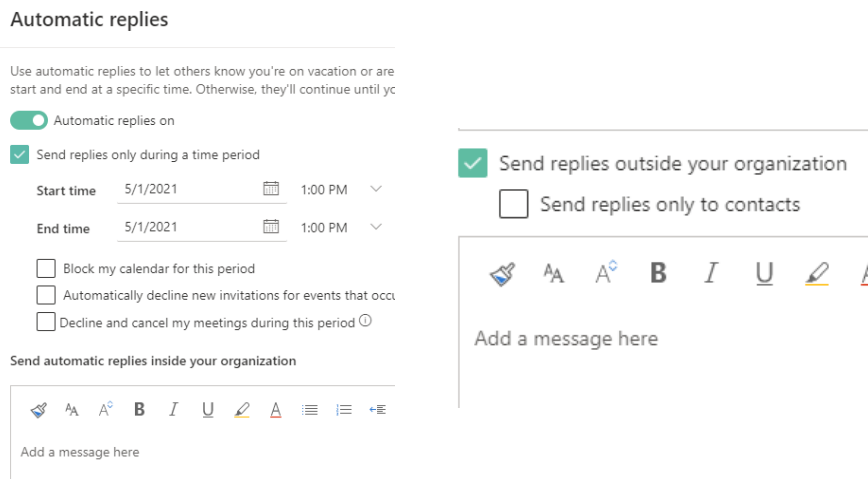 Automatic replies
Use automatic replies to let others know you're on vacation or are
start and end at a specific time. Otherwise, they'll continue until yo
Automatic replies on
Send replies only during a time period
Start time 5/1/2021 1:00 PM
End time 5/1/2021 1:00 PM
Block my calendar for this period
Automatically decline new invitations for events that occu
Decline and cancel my meetings during this period
Send automatic replies inside your organization
B I U A
Add a message here
Send replies outside your organization
Send replies only to contacts
B I U
Add a message here